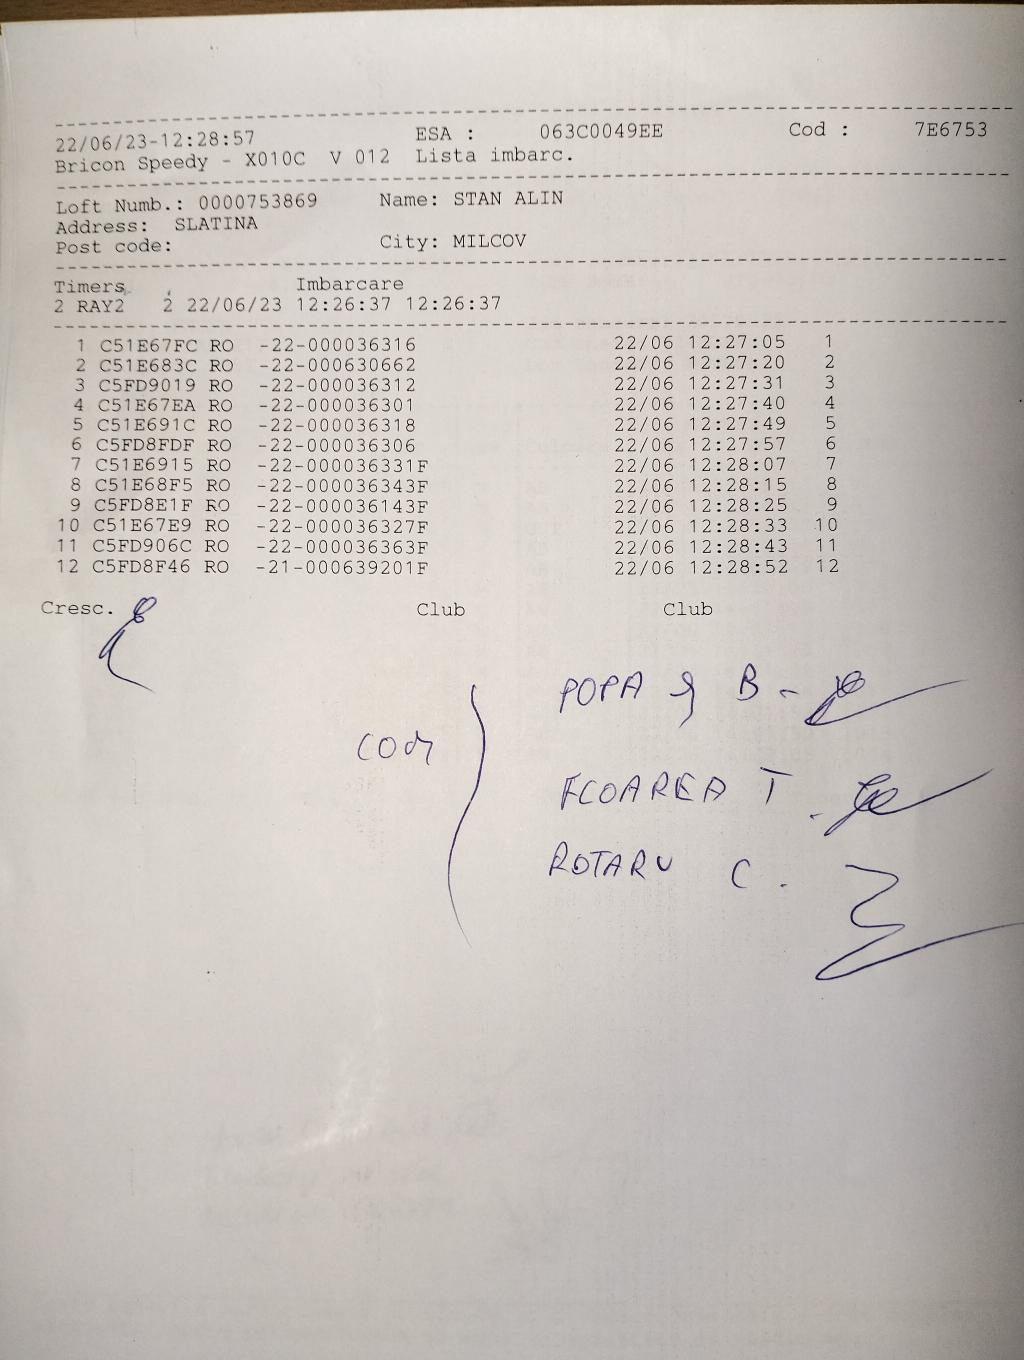 22/06/23-12:28:57 ESA : 063C0049EE Cod : 7E6753
Bricon Speedy - X010C V 012 Lista imbarc.
Loft Numb.: 0000753869 Name: STAN ALIN
Address: SLATINA
Post code: City: MILCOV
Timers Imbarcare
2 RAY2 2 22/06/23 12:26:37 12:26:37
1 C51E67FC RO -22-000036316 22/06 12:27:05 1
2 C51E683C RO -22-000630662 22/06 12:27:20 2
3 C5FD9019 RO -22-000036312 22/06 12:27:31 3
4 C51E67EA RO -22-000036301 22/06 12:27:40 4
5 C51E691C RO -22-000036318 22/06 12:27:49 5
6 C5FD8FDF RO -22-000036306 22/06 12:27:57 6
7 C51E6915 RO -22-000036331F 22/06 12:28:07 7
8 C51E68F5 RO -22-000036343F 22/06 12:28:15 8
9 C5FD8E1F RO -22-000036143F 22/06 12:28:25 9
10 C51E67E9 RO -22-000036327F 22/06 12:28:33 10
11 C5FD906C RO -22-000036363F 22/06 12:28:43 11
12 C5FD8F46 RO -21-000639201F 22/06 12:28:52 12
Cresc. Club Club
POPA B -
FCOAREA T.
ROTARU C.